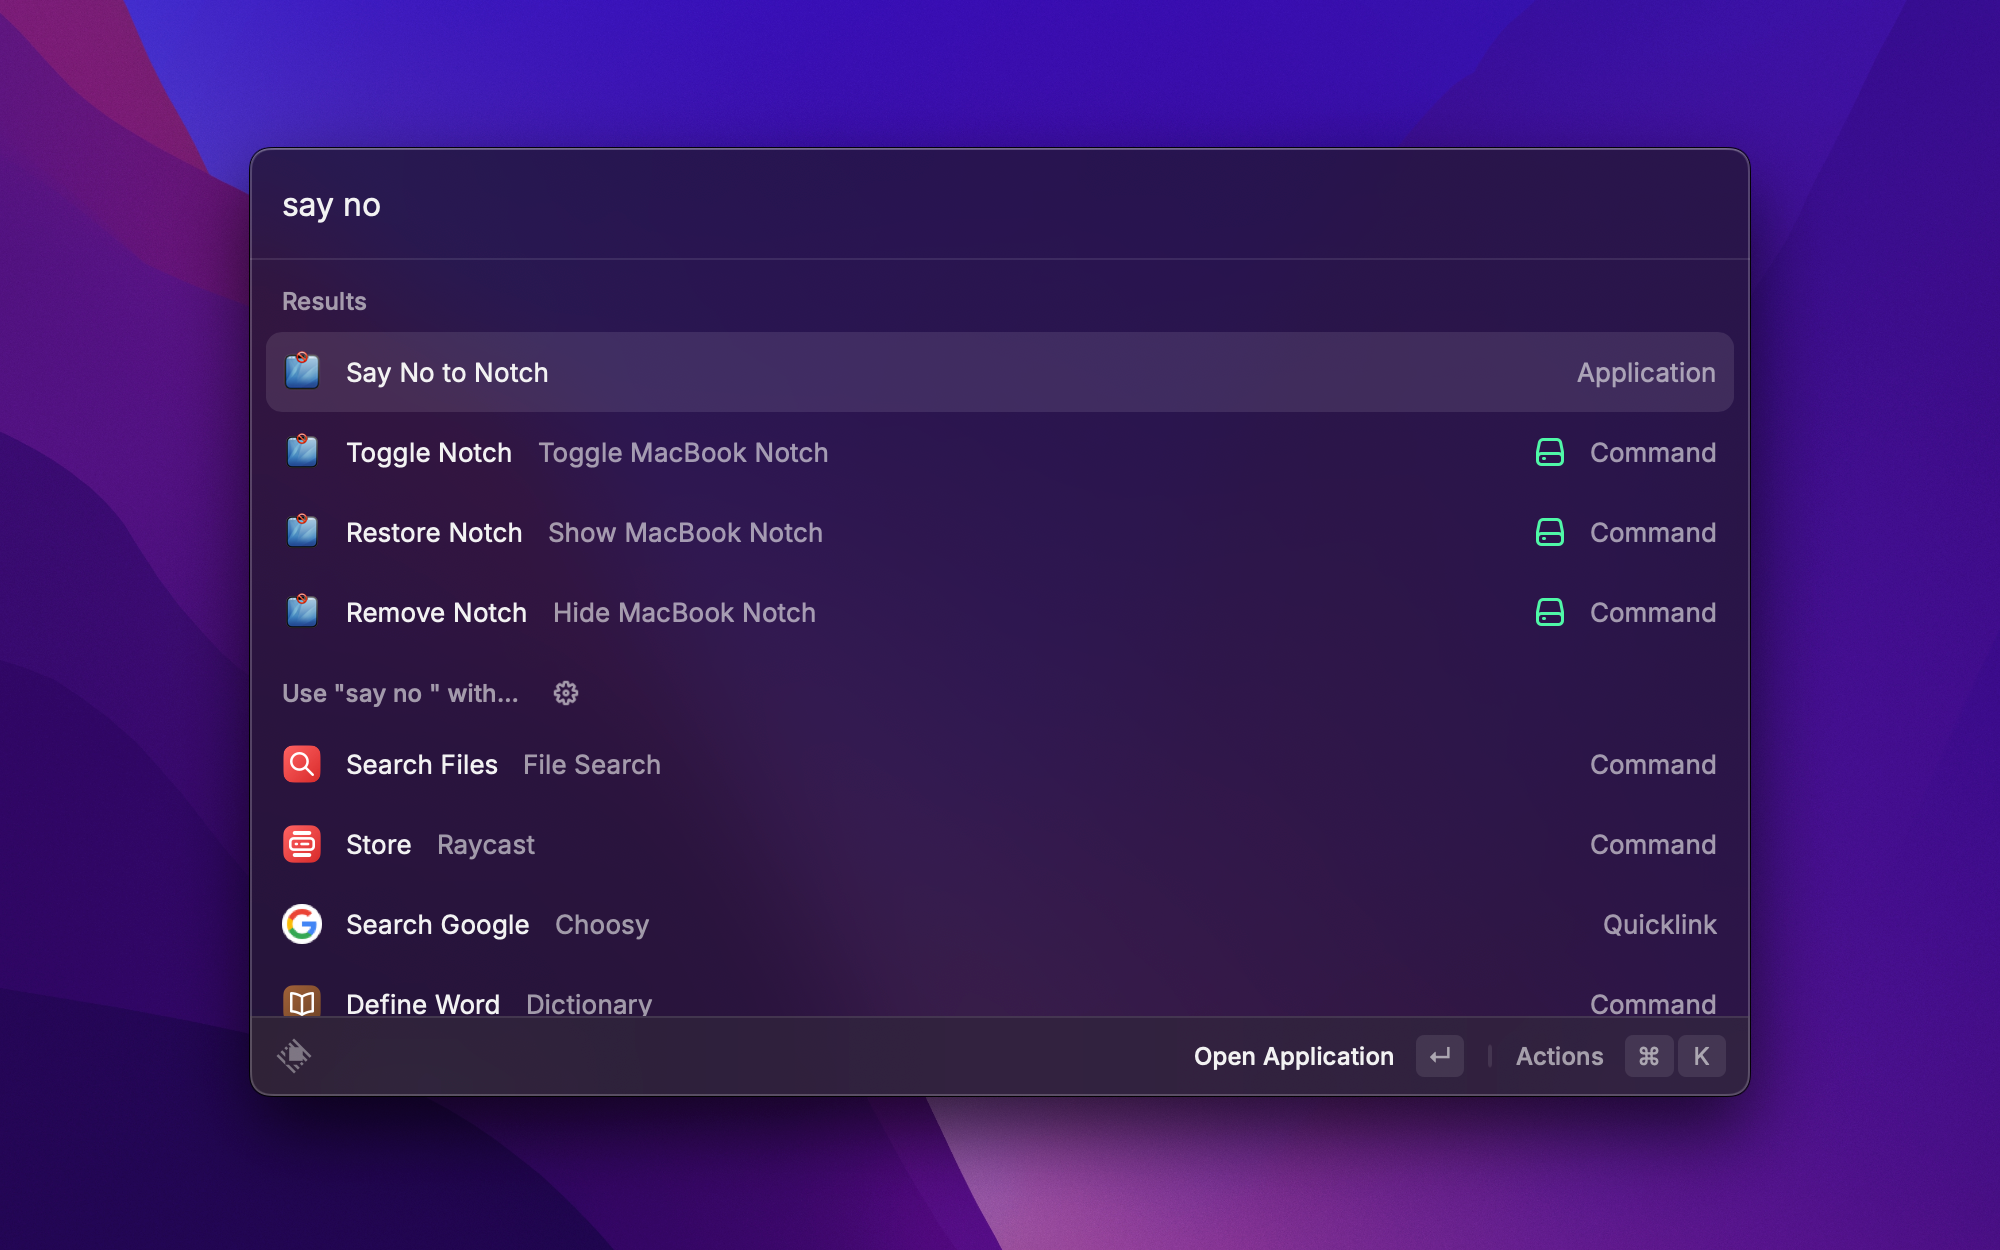 say no
Results
Say No to Notch Application
Toggle Notch Toggle MacBook Notch Command
Restore Notch Show MacBook Notch Command
Remove Notch Hide MacBook Notch Command
Use "say no " with...
Search Files File Search Command
Store Raycast Command
Search Google Choosy Quicklink
Define Word Dictionary Command
Open Application ↵ Actions ⌘ K